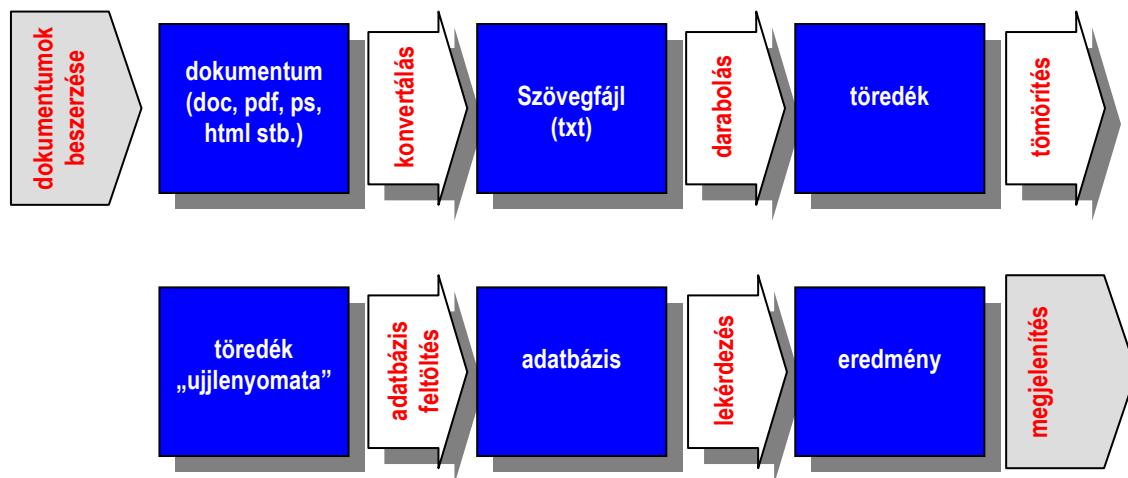 dokumentumok
beszerzése
dokumentum
(doc, pdf, ps,
html stb.)
konvertálás
Szövegfájl
(txt)
darabolás
töredék
tömörítés
töredék
„ujjlenyomata”
adatbázis
feltöltés
adatbázis
lekérdezés
eredmény
megjelenítés